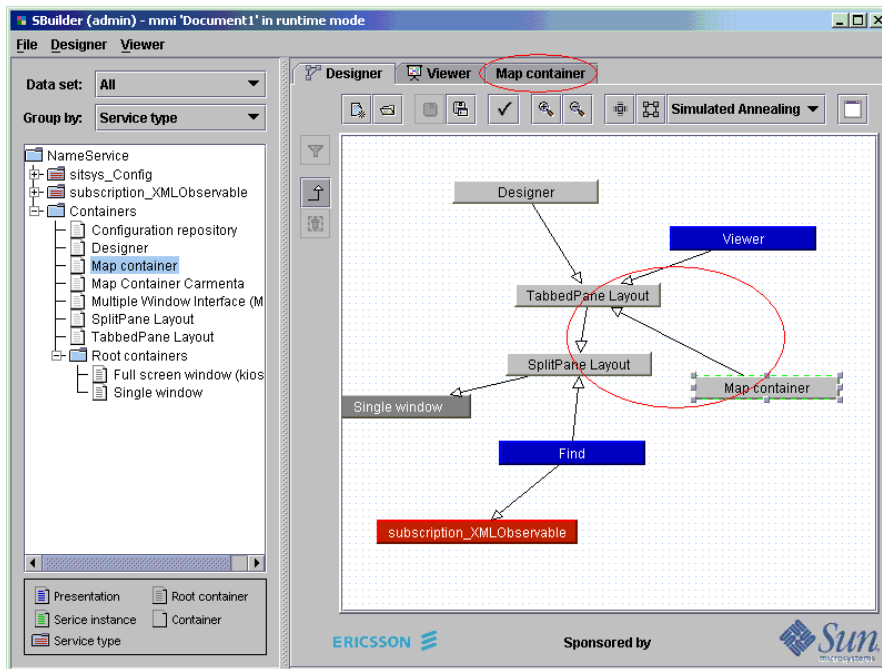 SBuilder (admin) - mmi 'Document1' in runtime mode
File Designer Viewer
Data set: All
Group by: Service type
NameService
sitsys_Config
subscription_XMLObservable
Containers
Configuration repository
Designer
Map container
Map Container Carmenta
Multiple Window Interface (M
SplitPane Layout
TabbedPane Layout
Root containers
Full screen window (kios
Single window
Presentation
Root container
Serice instance
Container
Service type
Designer
Viewer
Map container
Simulated Annealing
Designer
Viewer
TabbedPane Layout
SplitPane Layout
Map container
Single window
Find
subscription_XMLObservable
ERICSSON
Sponsored by
Sun
microsystems